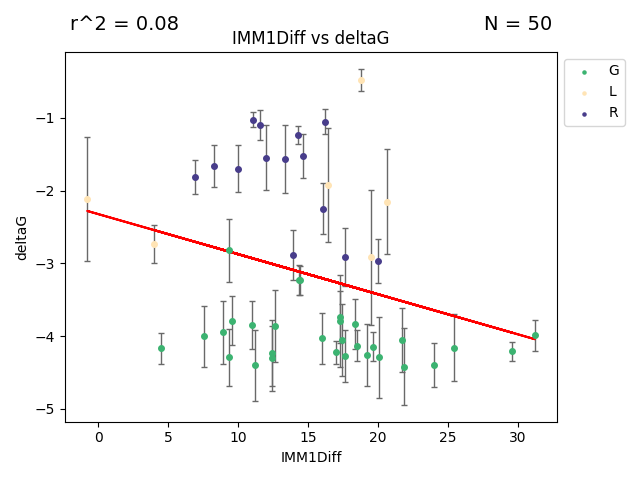 r^2 = 0.08
N = 50
IMM1Diff vs deltaG
G
L
R
deltaG
−1
−2
−3
−4
−5
0 5 10 15 20 25 30
IMM1Diff